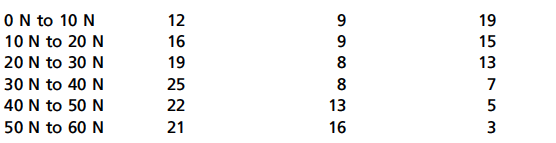 0 N to 10 N 12 9 19
10 N to 20 N 16 9 15
20 N to 30 N 19 8 13
30 N to 40 N 25 8 7
40 N to 50 N 22 13 5
50 N to 60 N 21 16 3